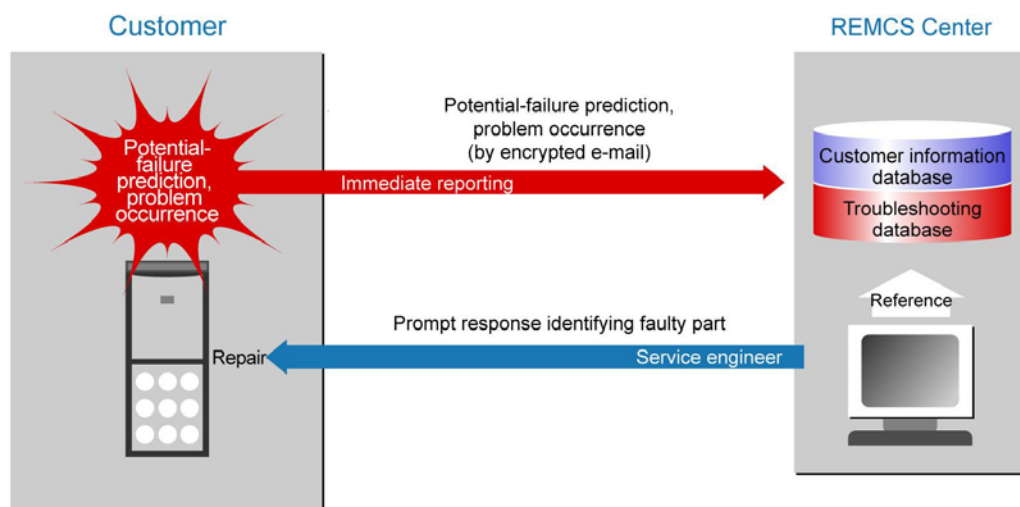 Customer
REMCS Center
Potential-
failure
prediction,
problem
occurrence
Potential-failure prediction,
problem occurrence
(by encrypted e-mail)
Immediate reporting
Customer information
database
Troubleshooting
database
Reference
Prompt response identifying faulty part
Repair
Service engineer